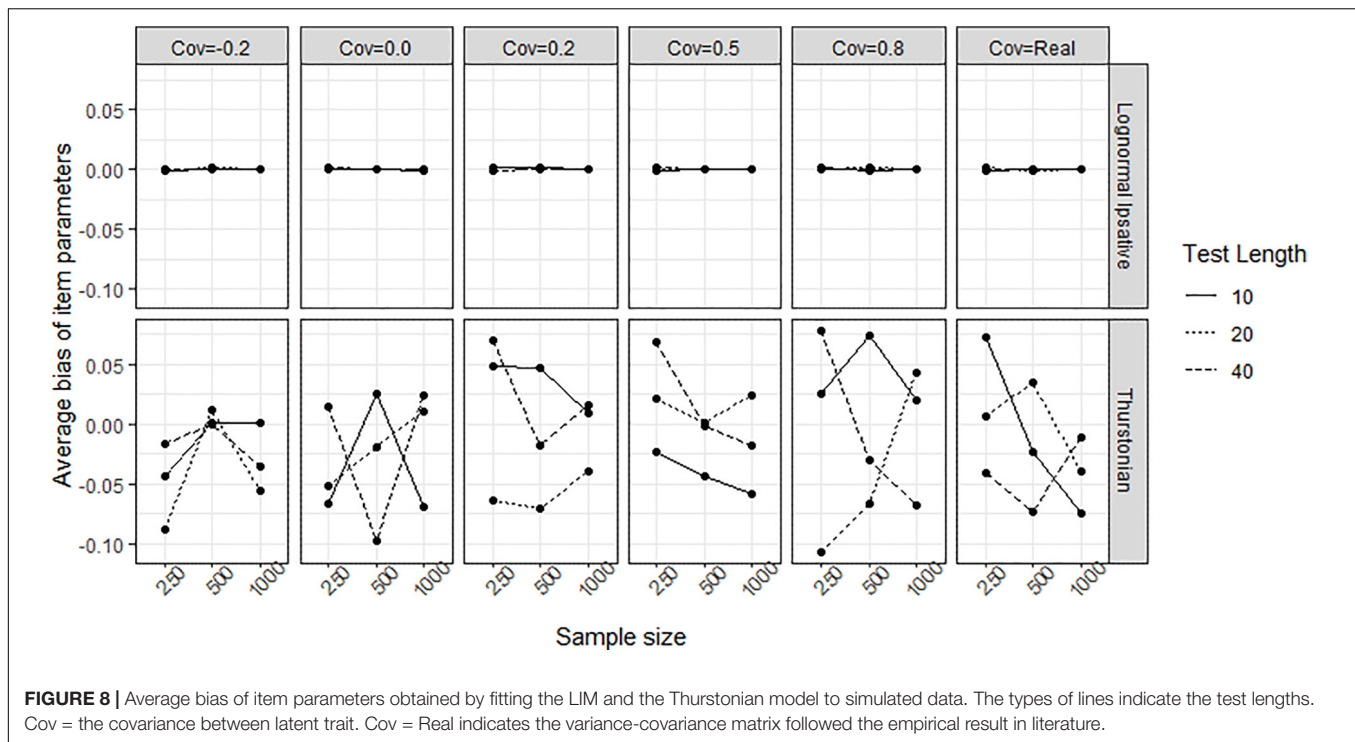 Cov=-0.2 Cov=0.0 Cov=0.2 Cov=0.5 Cov=0.8 Cov=Real
Average bias of item parameters
0.05
0.00
-0.05
-0.10
Lognormal Ipsative
0.05
0.00
-0.05
-0.10
Thurstonian
250 500 1000 250 500 1000 250 500 1000 250 500 1000 250 500 1000 250 500 1000
Sample size
Test Length
10
20
40
FIGURE 8 | Average bias of item parameters obtained by fitting the LIM and the Thurstonian model to simulated data. The types of lines indicate the test lengths.
Cov = the covariance between latent trait. Cov = Real indicates the variance-covariance matrix followed the empirical result in literature.